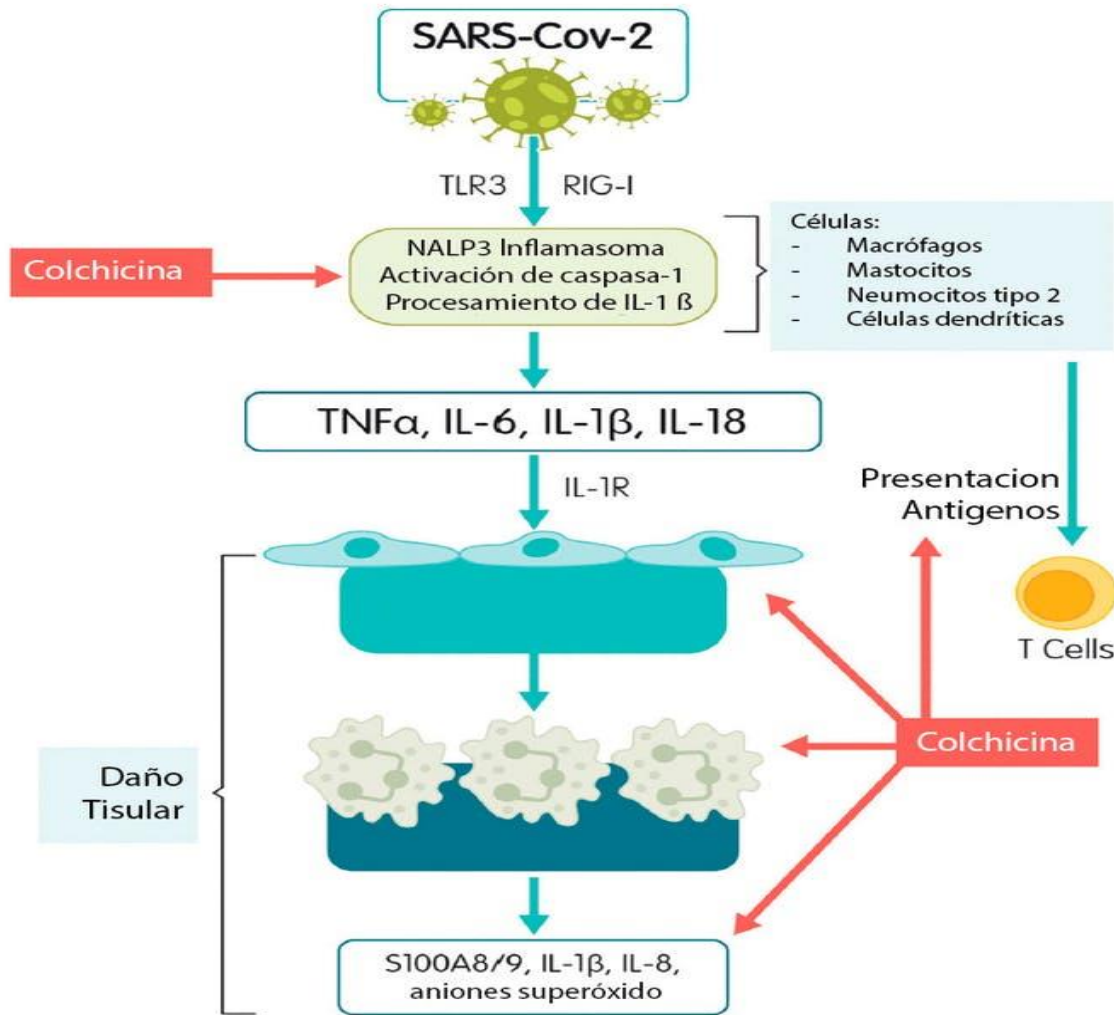 SARS-Cov-2
TLR3 RIG-I
Colchicina
NALP3 Inflamasoma
Activación de caspasa-1
Procesamiento de IL-1 ß
Células:
- Macrófagos
- Mastocitos
- Neumocitos tipo 2
- Células dendríticas
TNFα, IL-6, IL-1β, IL-18
IL-1R
Presentacion
Antigenos
T Cells
Colchicina
Daño
Tisular
S100A8/9, IL-1β, IL-8,
aniones superóxido